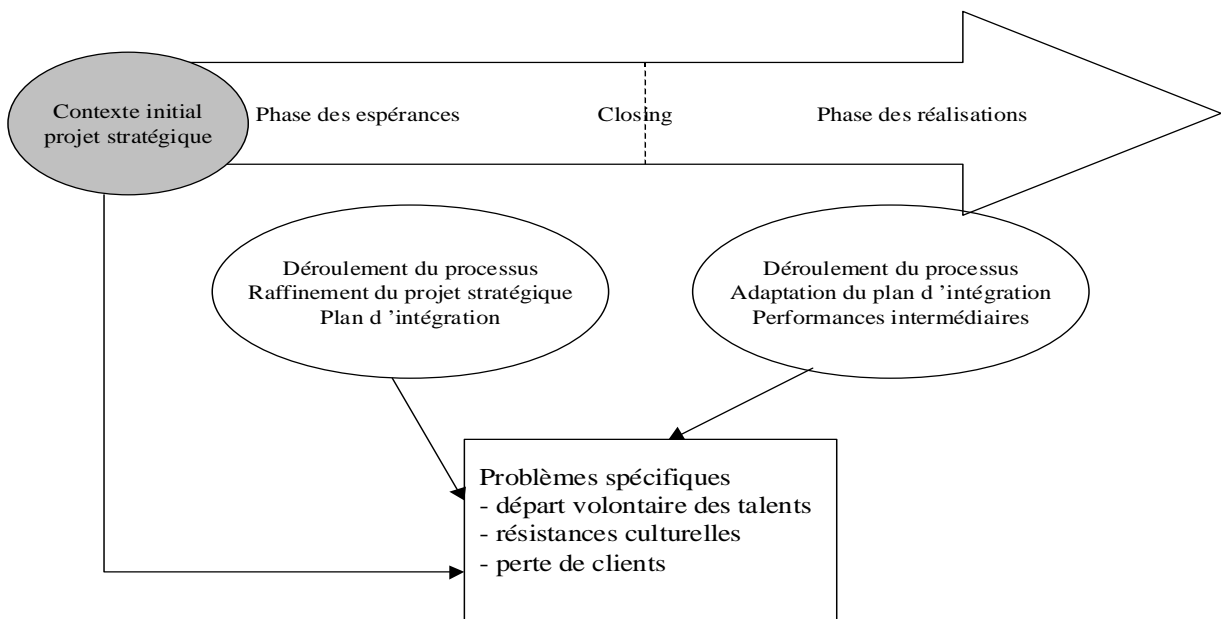 Contexte initial
projet stratégique
Phase des espérances
Closing
Phase des réalisations
Déroulement du processus
Raffinement du projet stratégique
Plan d ’intégration
Déroulement du processus
Adaptation du plan d ’intégration
Performances intermédiaires
Problèmes spécifiques
- départ volontaire des talents
- résistances culturelles
- perte de clients